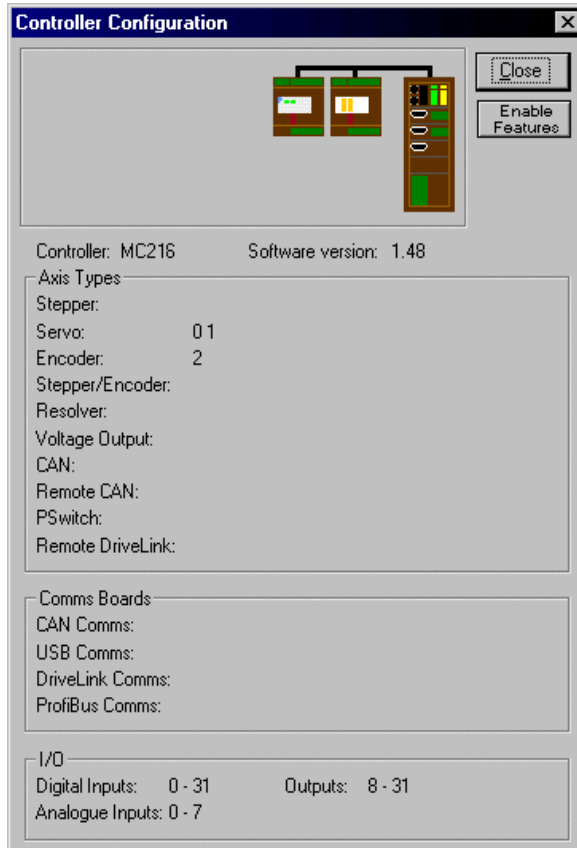 Controller Configuration
Close
Enable
Features
Controller: MC216 Software version: 1.48
Axis Types
Stepper:
Servo: 0 1
Encoder: 2
Stepper/Encoder:
Resolver:
Voltage Output:
CAN:
Remote CAN:
PSwitch:
Remote DriveLink:
Comms Boards
CAN Comms:
USB Comms:
DriveLink Comms:
ProfiBus Comms:
I/O
Digital Inputs: 0 - 31 Outputs: 8 - 31
Analogue Inputs: 0 - 7